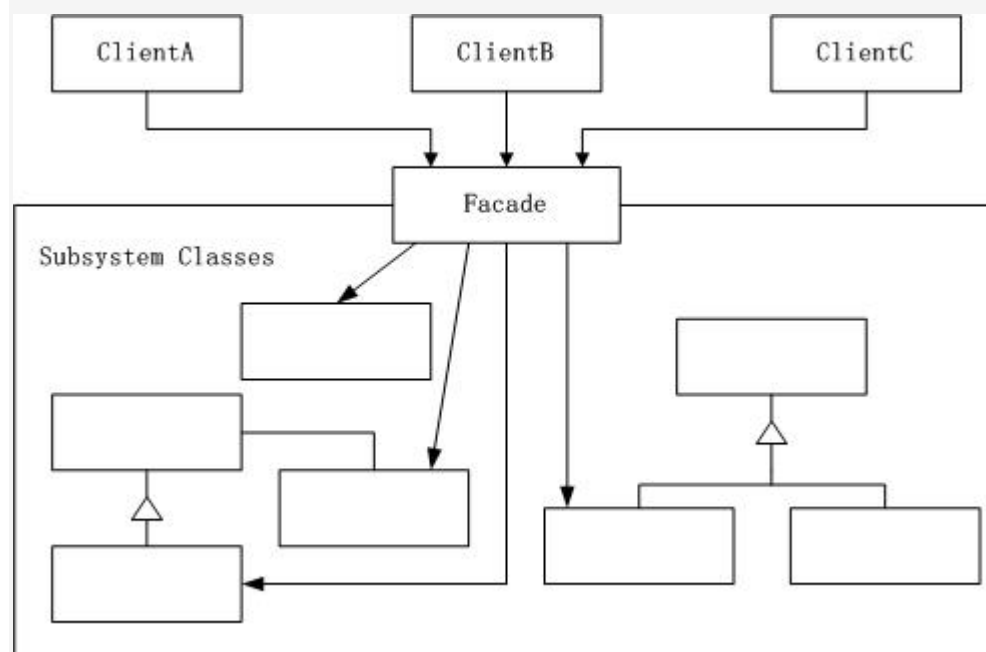 ClientA
ClientB
ClientC
Facade
Subsystem Classes